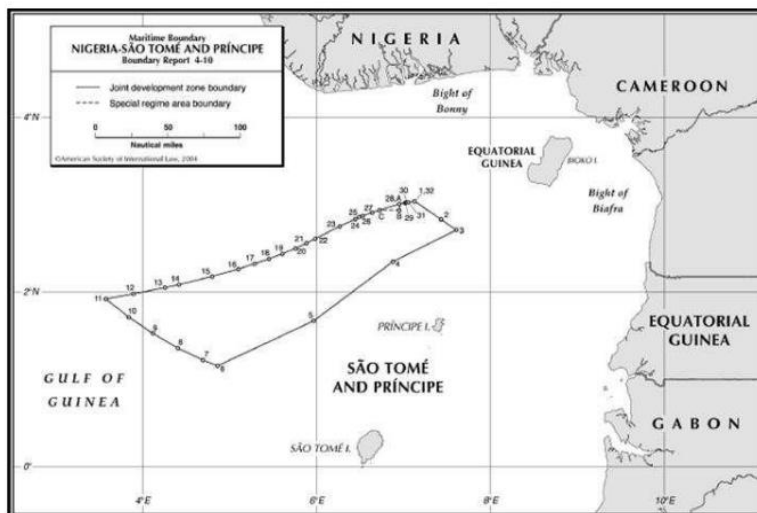 Maritime Boundary
NIGERIA-SÃO TOMÉ AND PRÍNCIPE
Boundary Report 4-10
Joint development zone boundary
Special regime area boundary
0 50 100
Nautical miles
©American Society of International Law, 2004
NIGERIA
CAMEROON
Bight of
Bonny
4°N
EQUATORIAL
GUINEA
BIOKO I.
Bight of
Biafra
30
1,32
28,A
27
25
24
26
C
B
29
31
2
3
23
22
21
20
19
18
17
16
15
14
13
12
11
4
2°N
10
9
8
7
6
5
PRÍNCIPE I.
EQUATORIAL
GUINEA
SÃO TOMÉ
AND PRÍNCIPE
GULF OF
GUINEA
GABON
SÃO TOMÉ I.
0°
4°E
6°E
8°E
10°E